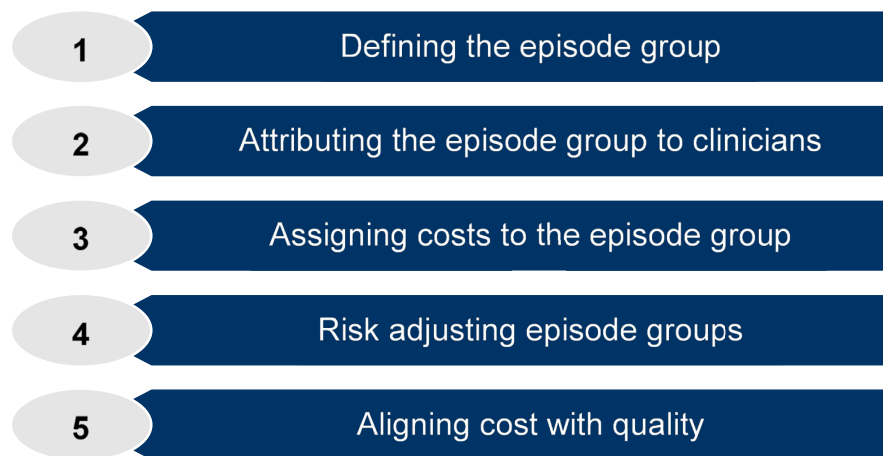 1 Defining the episode group
2 Attributing the episode group to clinicians
3 Assigning costs to the episode group
4 Risk adjusting episode groups
5 Aligning cost with quality